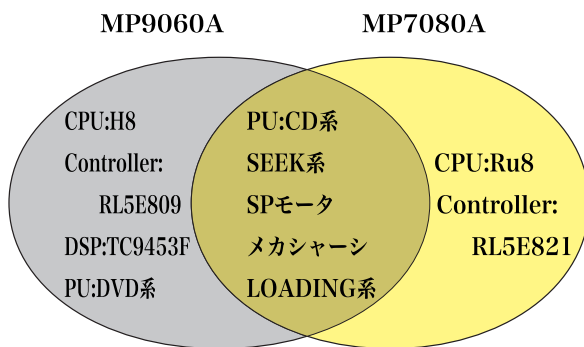 MP9060A
MP7080A
CPU:H8
Controller:
RL5E809
DSP:TC9453F
PU:DVD系
PU:CD系
SEEK系
SPモータ
メカシャーシ
LOADING系
CPU:Ru8
Controller:
RL5E821